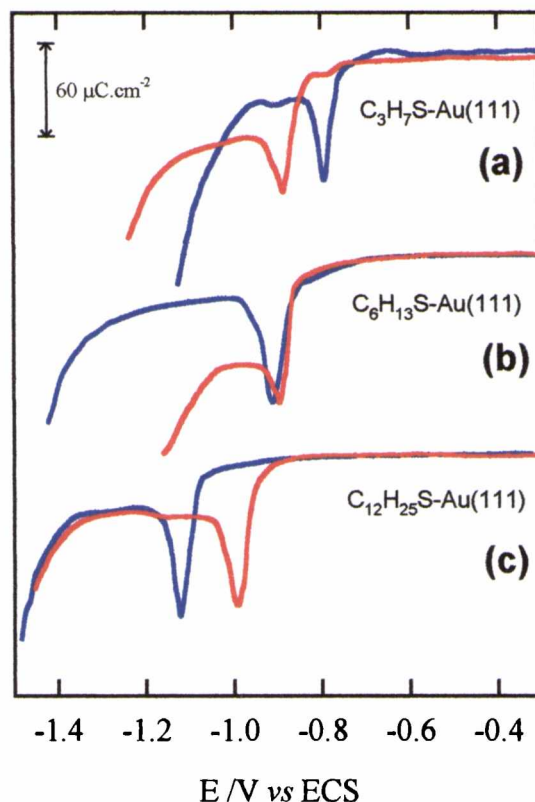 60 µC.cm-2
C3H7S-Au(111)
(a)
C6H13S-Au(111)
(b)
C12H25S-Au(111)
(c)
-1.4 -1.2 -1.0 -0.8 -0.6 -0.4
E /V vs ECS